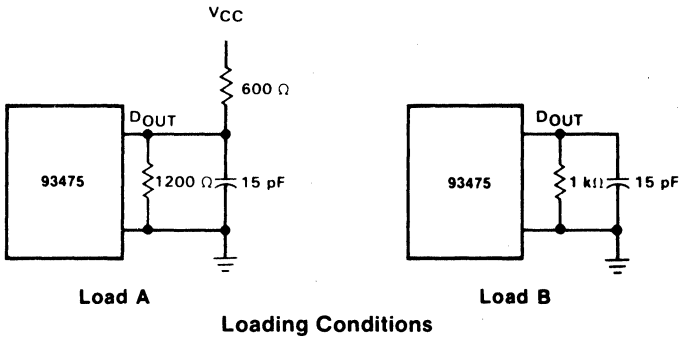 VCC
600 Ω
DOUT
93475
1200 Ω
15 pF
Load A
DOUT
93475
1 kΩ
15 pF
Load B
Loading Conditions